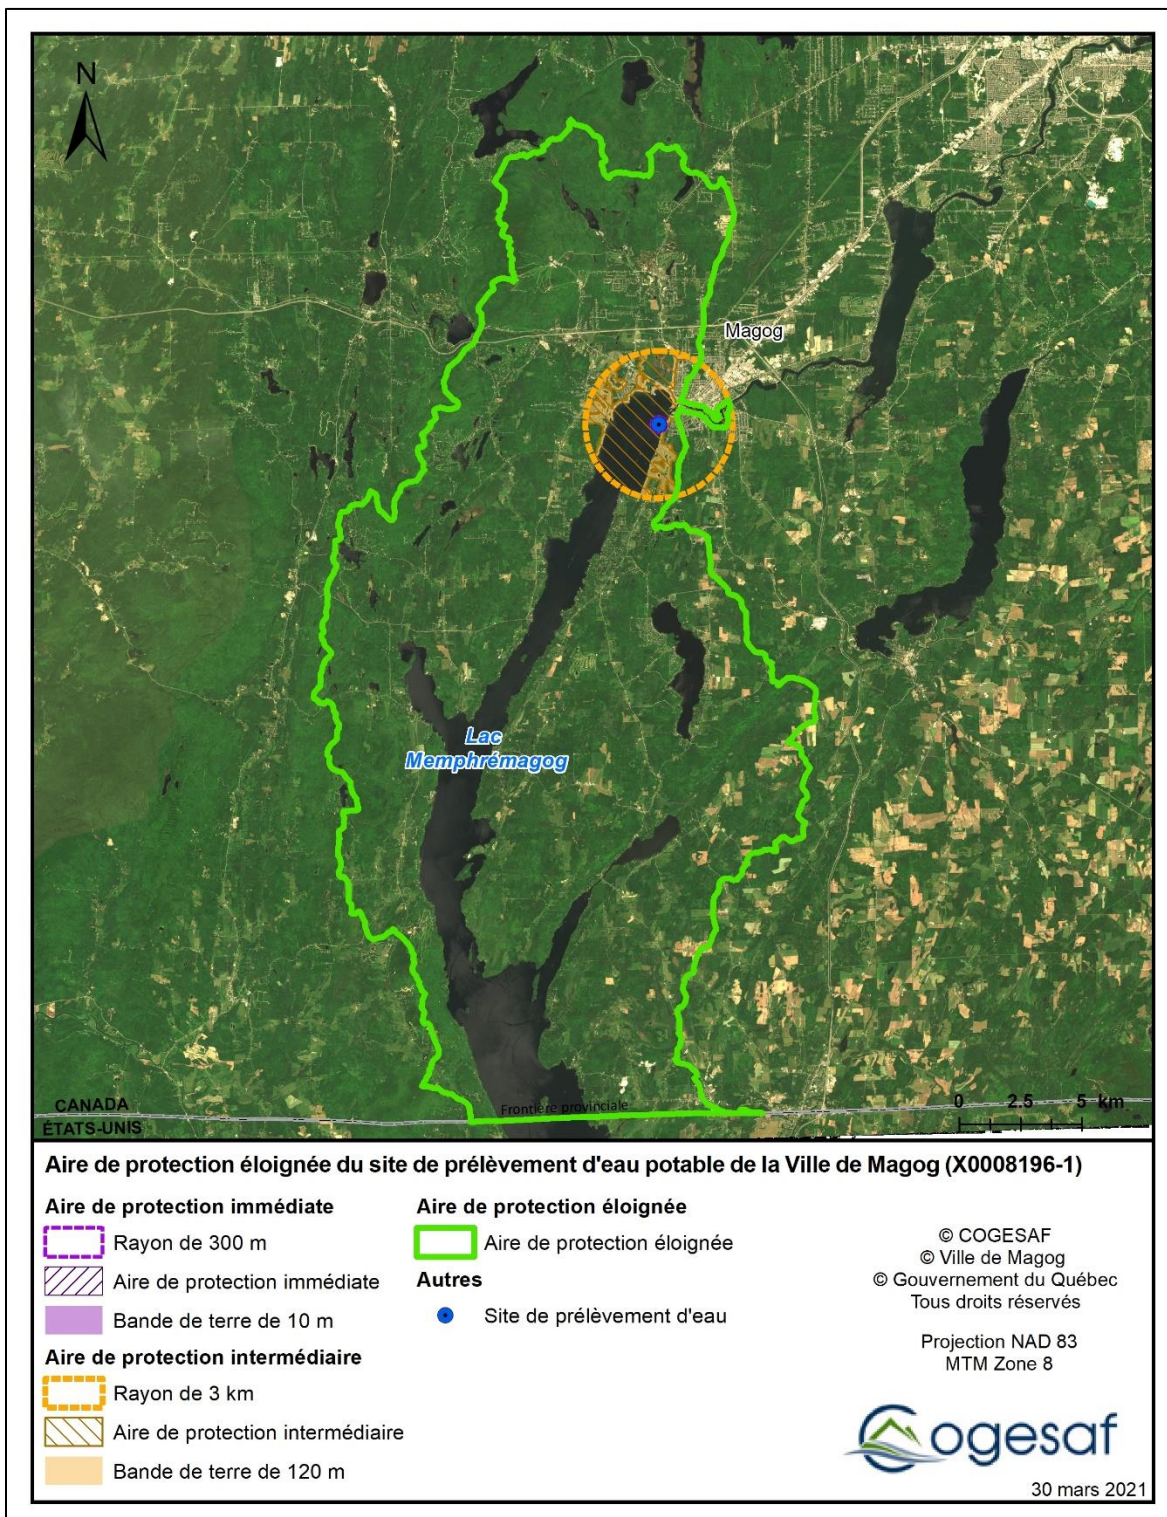 N
Magog
Lac
Memphrémagog
Frontière provinciale
CANADA
ÉTATS-UNIS
0 2.5 5 km
Aire de protection éloignée du site de prélèvement d'eau potable de la Ville de Magog (X0008196-1)
Aire de protection immédiate
Rayon de 300 m
Aire de protection immédiate
Bande de terre de 10 m
Aire de protection intermédiaire
Rayon de 3 km
Aire de protection intermédiaire
Bande de terre de 120 m
Aire de protection éloignée
Aire de protection éloignée
Autres
Site de prélèvement d'eau
© COGESAF
© Ville de Magog
© Gouvernement du Québec
Tous droits réservés
Projection NAD 83
MTM Zone 8
Cogesaf
30 mars 2021